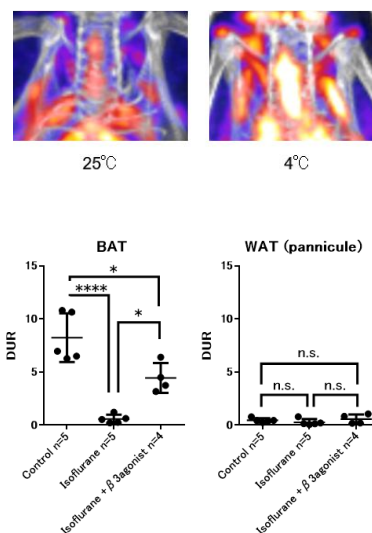 25℃
4℃
BAT
DUR
15
10
5
0
*
****
*
Control n=5
Isoflurane n=5
Isoflurane + β 3agonist n=4
WAT (pannicule)
DUR
15
10
5
0
n.s.
n.s.
n.s.
Control n=5
Isoflurane n=5
Isoflurane + β 3agonist n=4